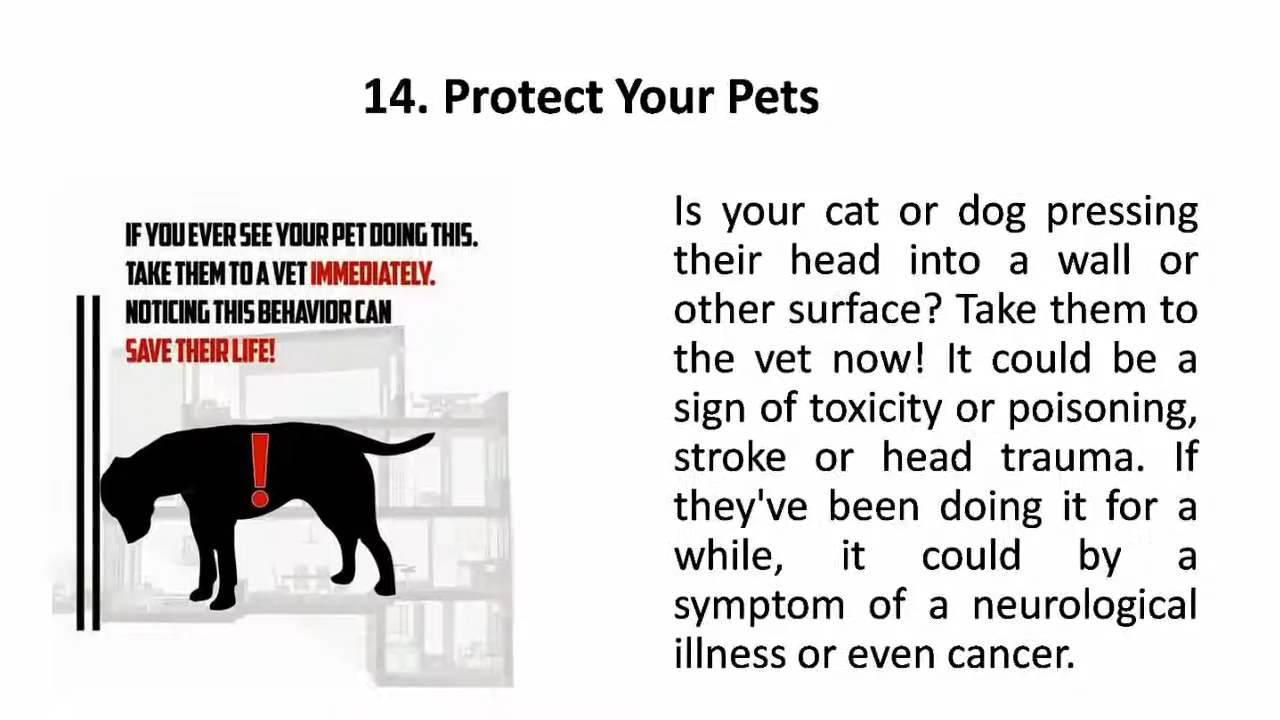 14. Protect Your Pets
IF YOU EVER SEE YOUR PET DOING THIS.
TAKE THEM TO A VET IMMEDIATELY.
NOTICING THIS BEHAVIOR CAN
SAVE THEIR LIFE!
Is your cat or dog pressing
their head into a wall or
other surface? Take them to
the vet now! It could be a
sign of toxicity or poisoning,
stroke or head trauma. If
they've been doing it for a
while, it could by a
symptom of a neurological
illness or even cancer.